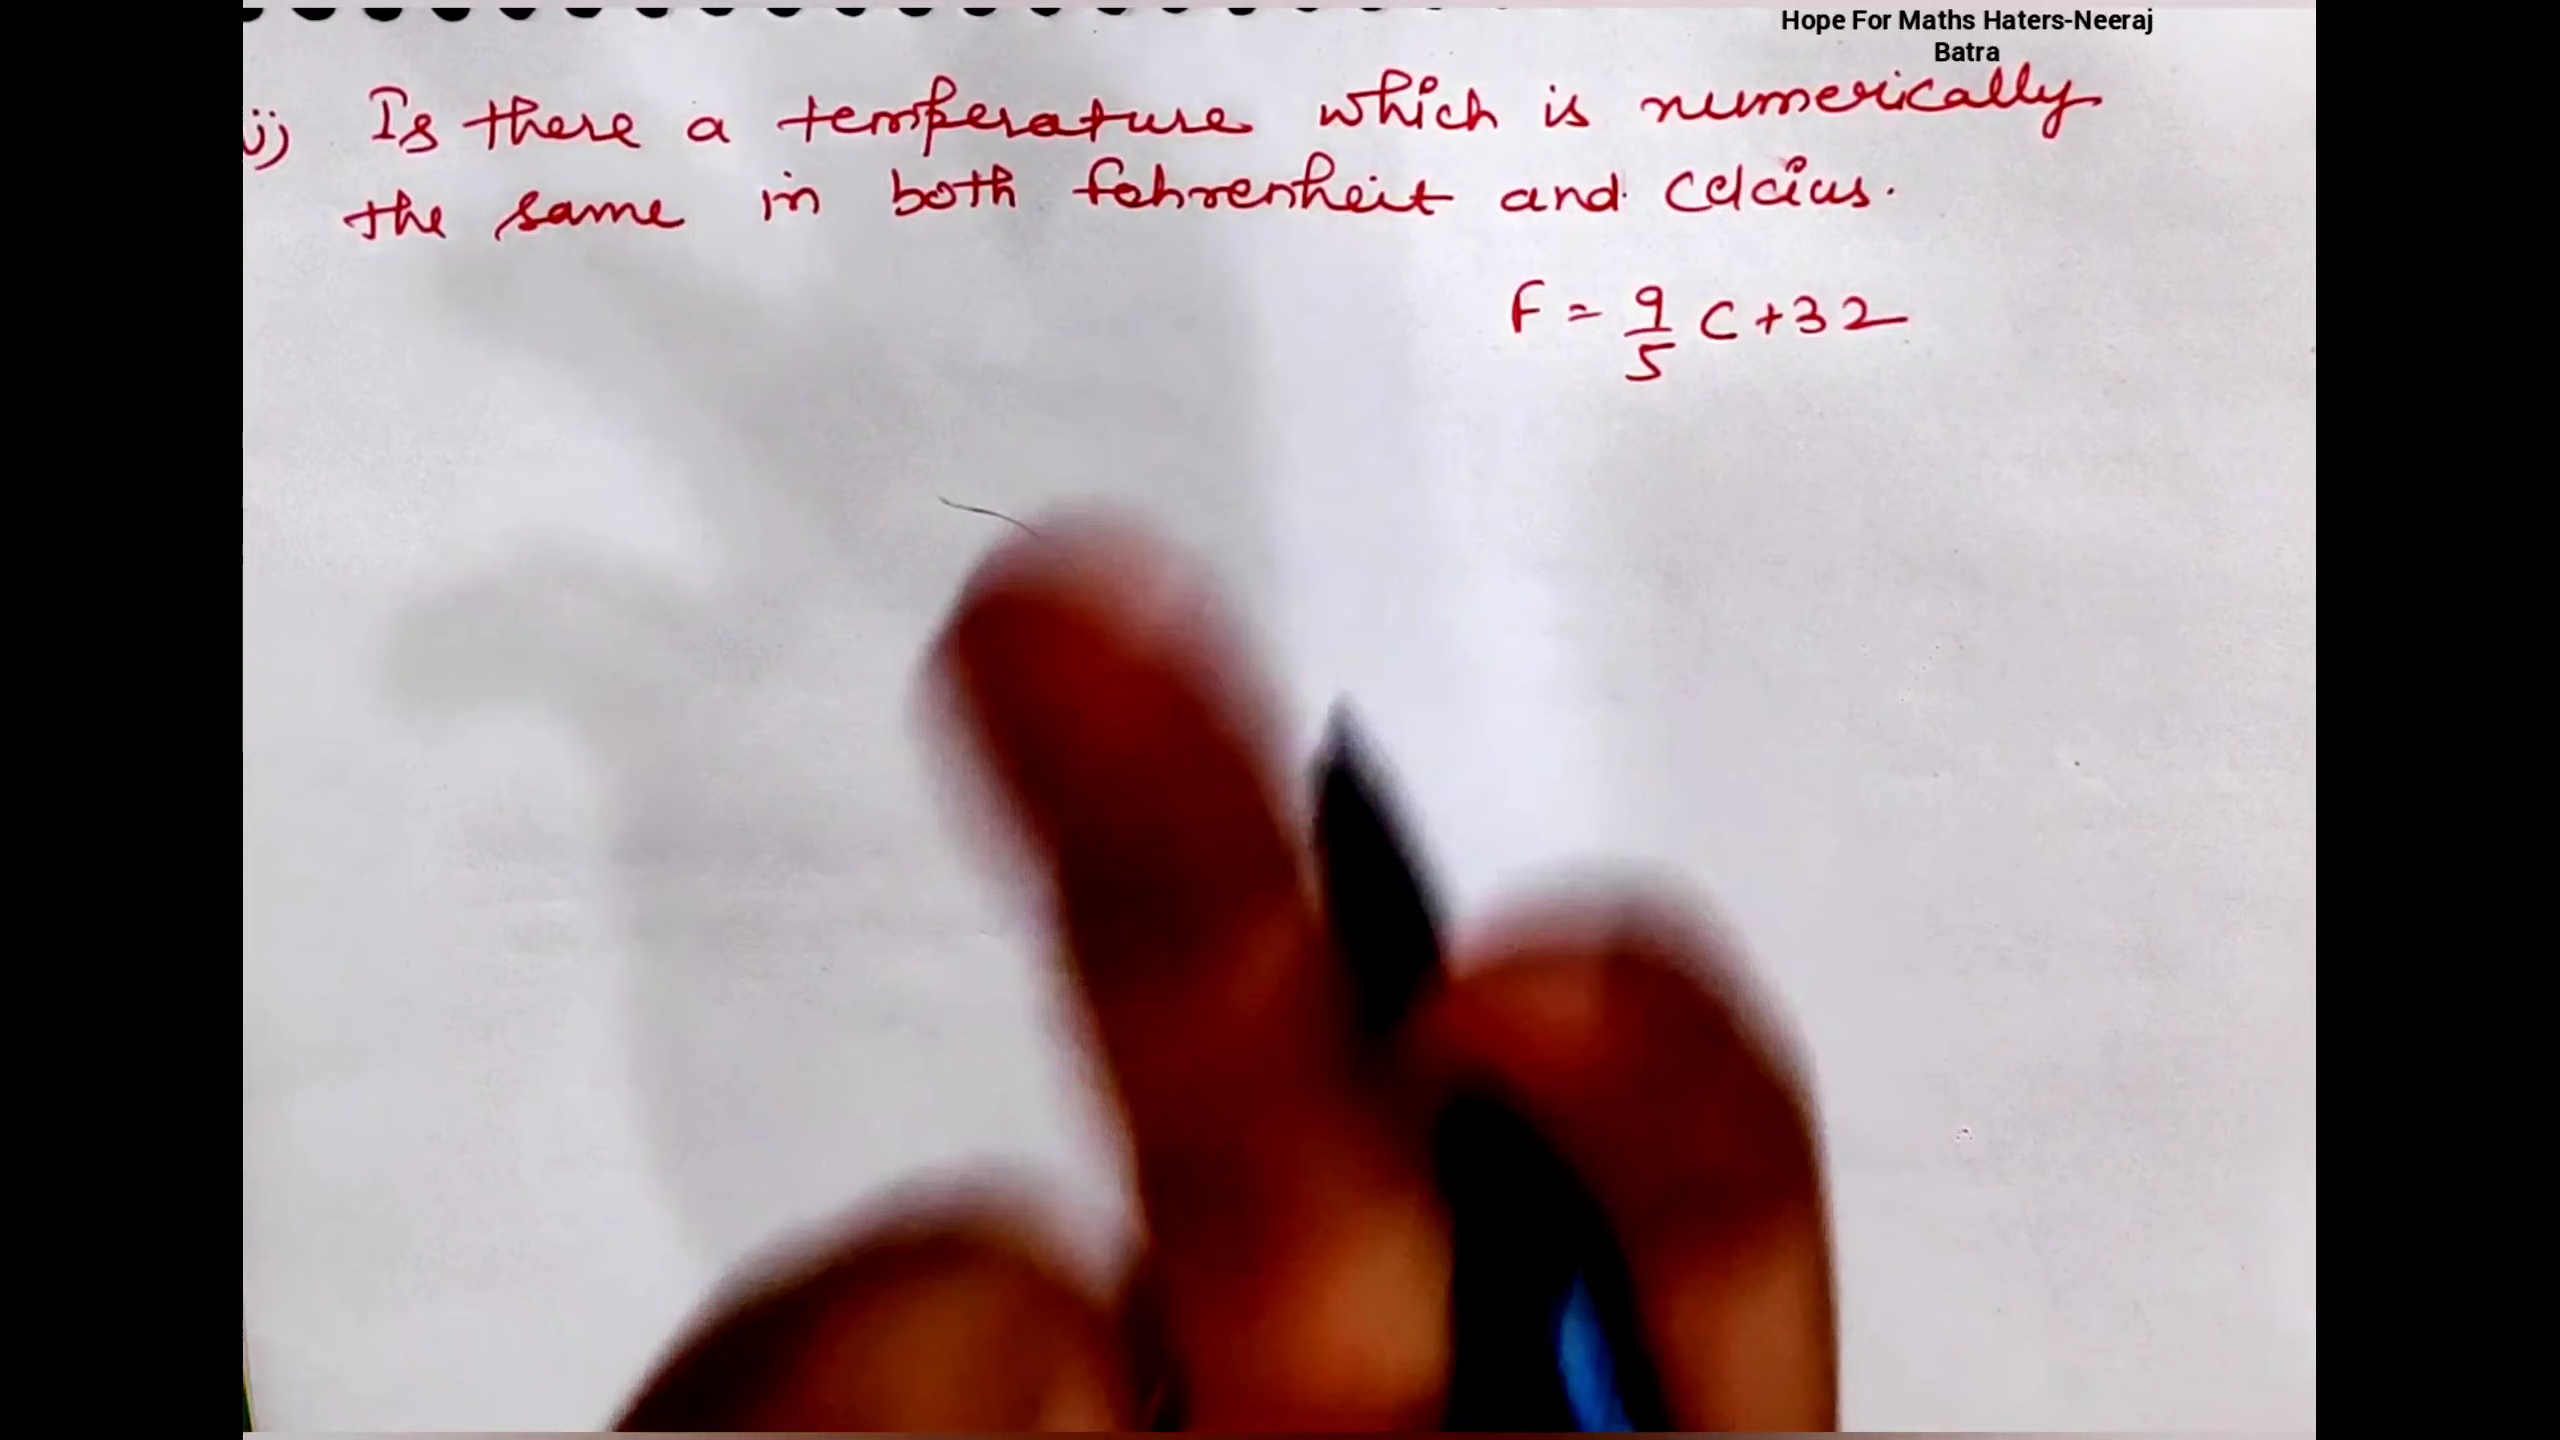 Hope For Maths Haters-Neeraj
Batra
ij) Is there a temperature which is numerically
the same in both fahrenheit and Celcius.
F = 9/5 C + 32